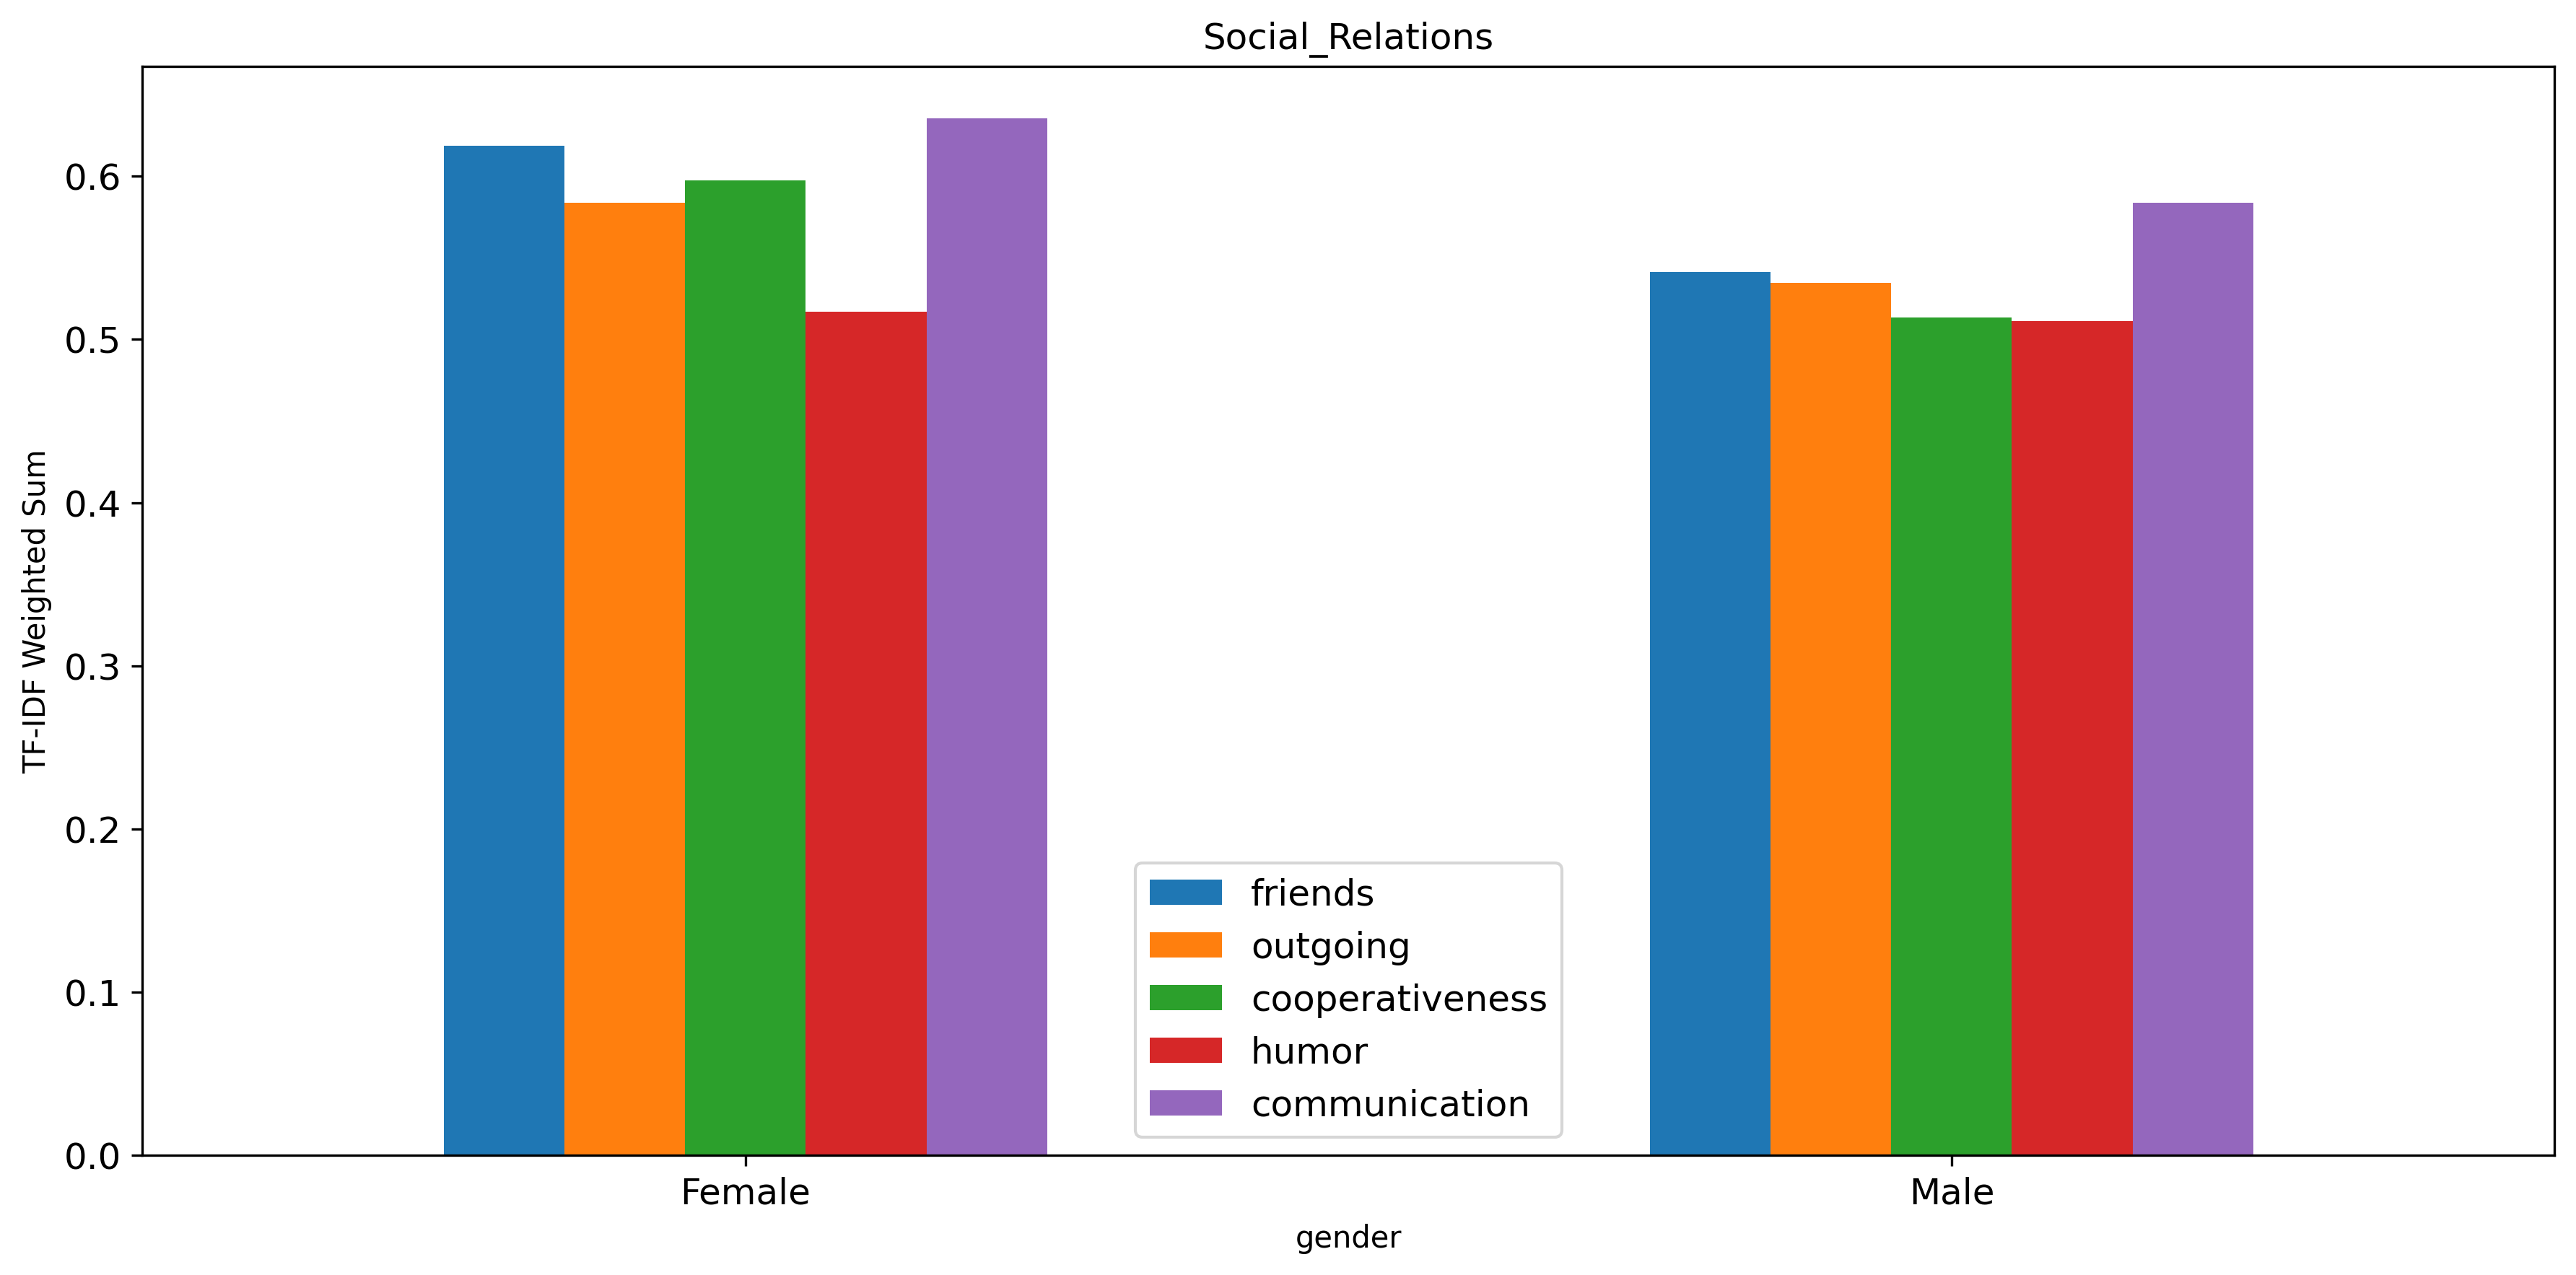 Social_Relations
TF-IDF Weighted Sum
0.6
0.5
0.4
0.3
0.2
0.1
0.0
friends
outgoing
cooperativeness
humor
communication
Female
Male
gender